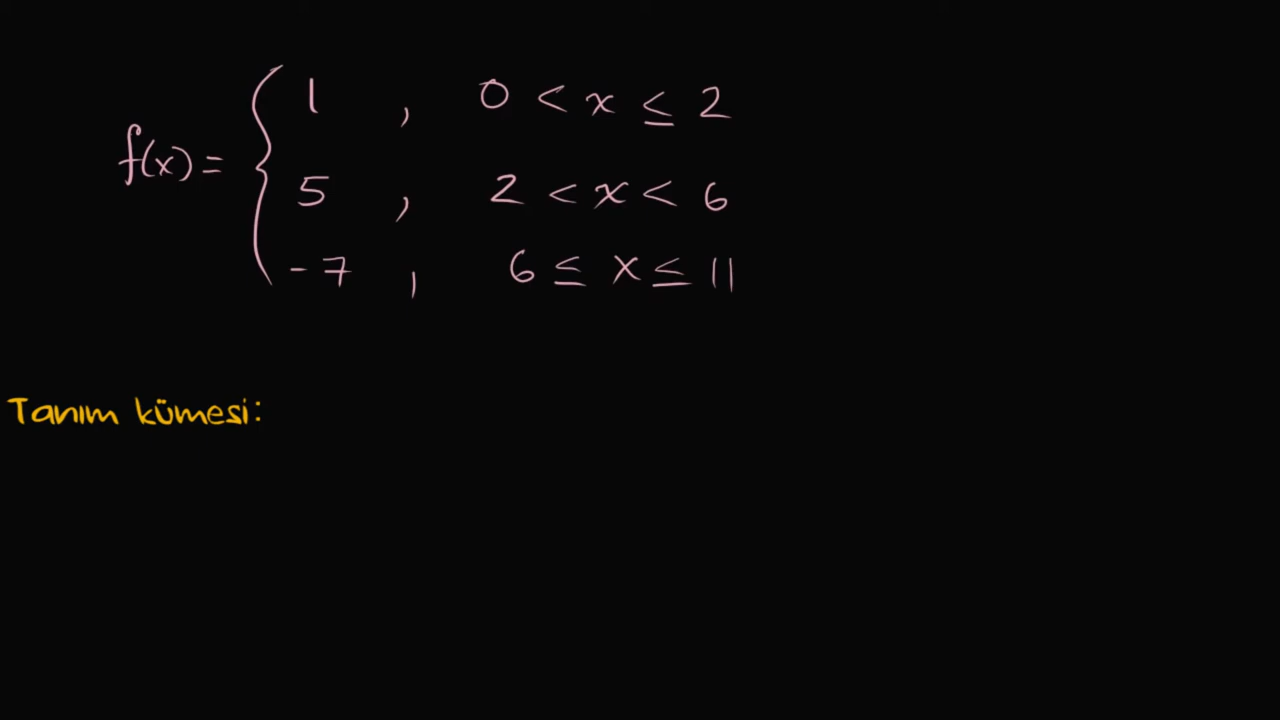 1 , 0 < x ≤ 2
f(x) = { 5 , 2 < x < 6
-7 , 6 ≤ x ≤ 11
Tanım kümesi: